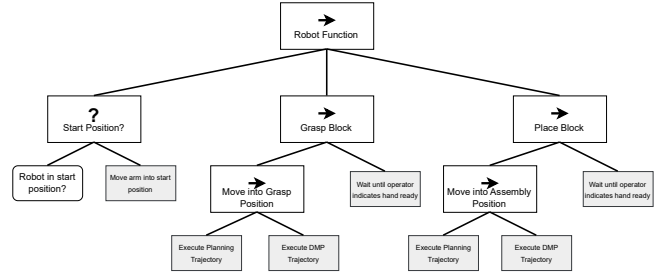 Robot Function
?
Start Position?
Grasp Block
Place Block
Robot in start
position?
Move arm into start
position
Move into Grasp
Position
Wait until operator
indicates hand ready
Move into Assembly
Position
Wait until operator
indicates hand ready
Execute Planning
Trajectory
Execute DMP
Trajectory
Execute Planning
Trajectory
Execute DMP
Trajectory